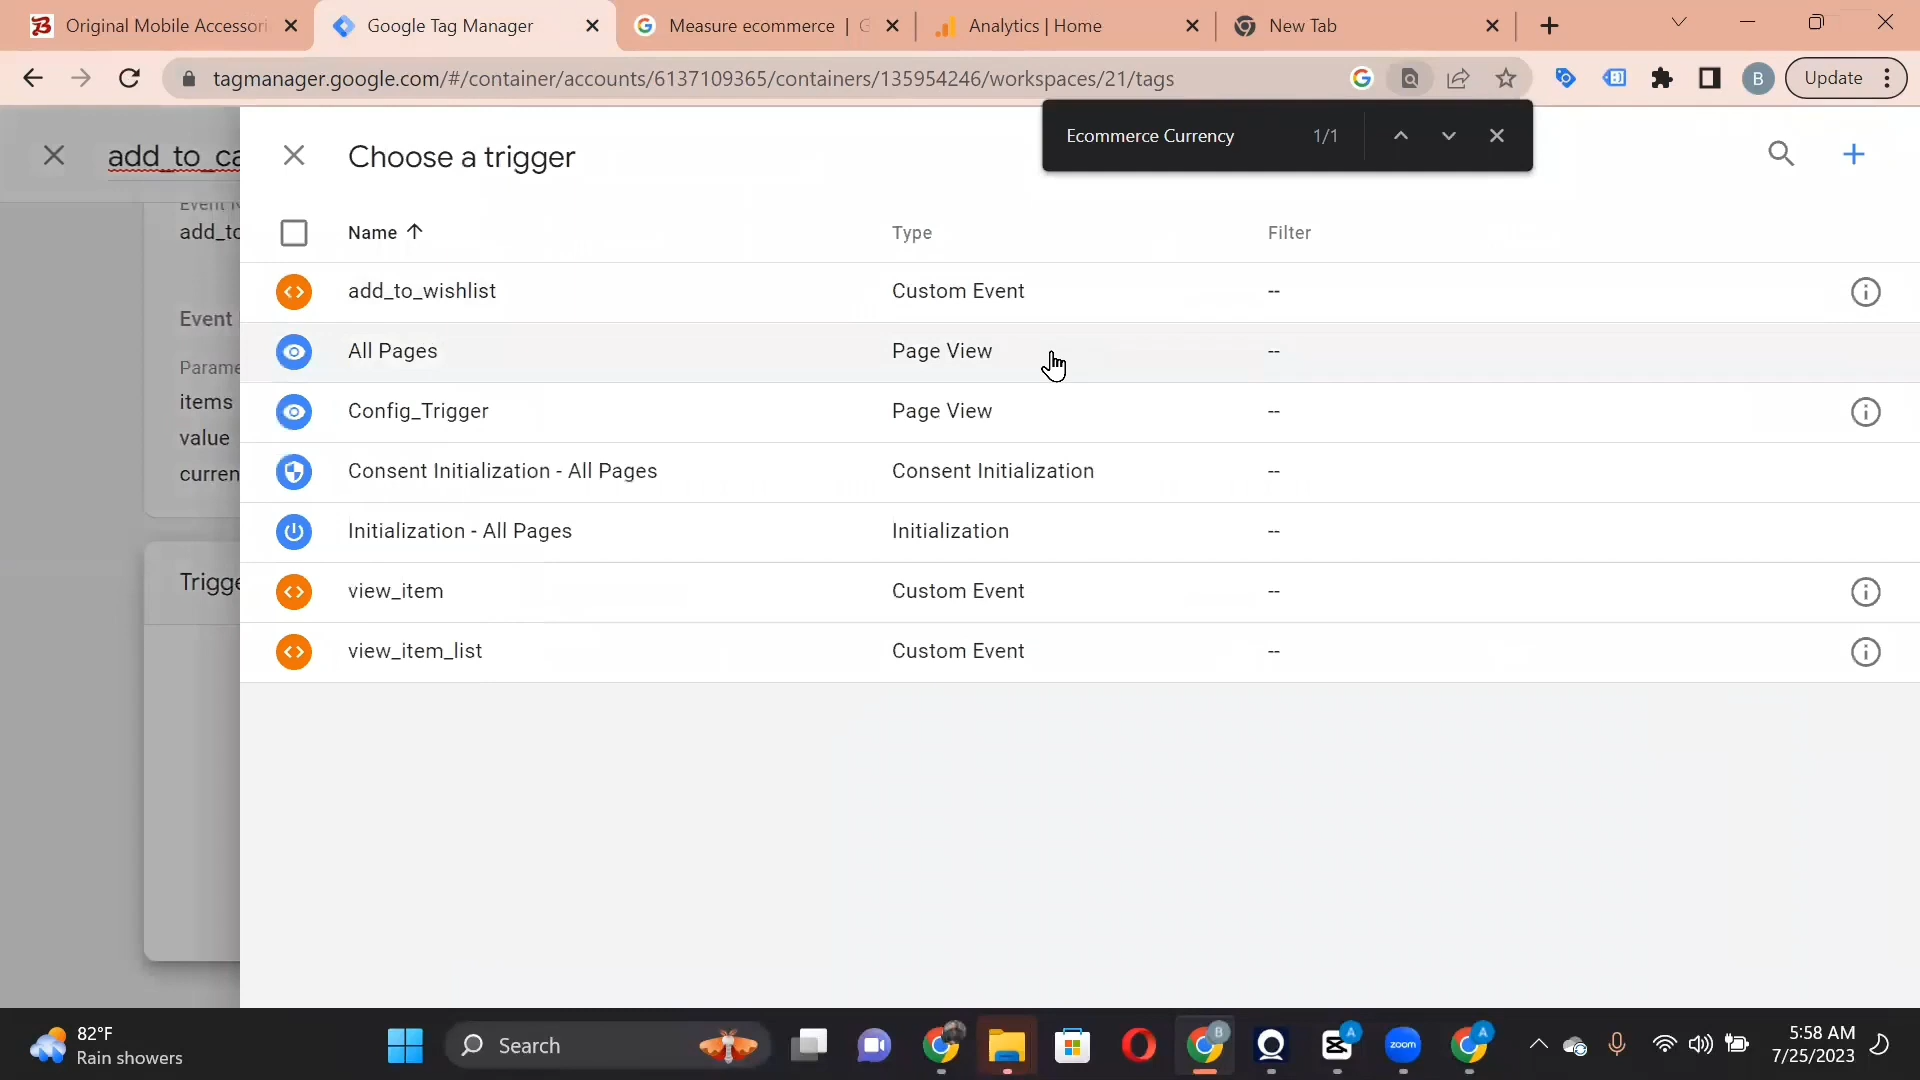 Original Mobile Accessori
Google Tag Manager
Measure ecommerce | G
Analytics | Home
New Tab
tagmanager.google.com/#/container/accounts/6137109365/containers/135954246/workspaces/21/tags
B
Update
Ecommerce Currency 1/1
add_to_ca
Choose a trigger
Name Type Filter
add_to
Event
Parame
items
value
curren
Trigge
add_to_wishlist Custom Event --
All Pages Page View --
Config_Trigger Page View --
Consent Initialization - All Pages Consent Initialization --
Initialization - All Pages Initialization --
view_item Custom Event --
view_item_list Custom Event --
82°F
Rain showers
Search
zoom
5:58 AM
7/25/2023